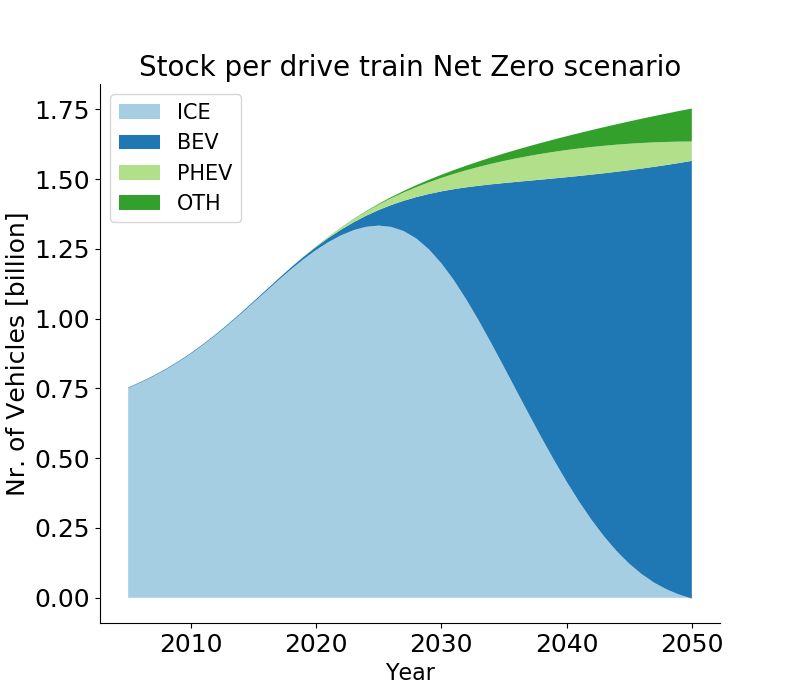 Stock per drive train Net Zero scenario
ICE
BEV
PHEV
OTH
Nr. of Vehicles [billion]
1.75
1.50
1.25
1.00
0.75
0.50
0.25
0.00
2010 2020 2030 2040 2050
Year